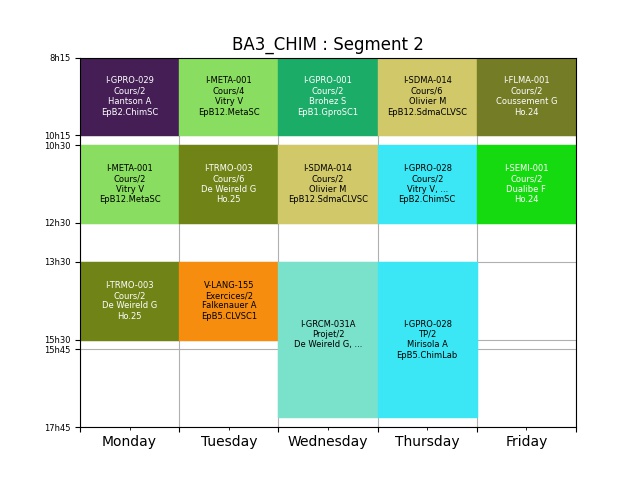 BA3_CHIM : Segment 2
8h15
I-GPRO-029
Cours/2
Hantson A
EpB2.ChimSC
I-META-001
Cours/4
Vitry V
EpB12.MetaSC
I-GPRO-001
Cours/2
Brohez S
EpB1.GproSC1
I-SDMA-014
Cours/6
Olivier M
EpB12.SdmaCLVSC
I-FLMA-001
Cours/2
Coussement G
Ho.24
10h15
10h30
I-META-001
Cours/2
Vitry V
EpB12.MetaSC
I-TRMO-003
Cours/6
De Weireld G
Ho.25
I-SDMA-014
Cours/2
Olivier M
EpB12.SdmaCLVSC
I-GPRO-028
Cours/2
Vitry V, ...
EpB2.ChimSC
I-SEMI-001
Cours/2
Dualibe F
Ho.24
12h30
13h30
I-TRMO-003
Cours/2
De Weireld G
Ho.25
V-LANG-155
Exercices/2
Falkenauer A
EpB5.CLVSC1
I-GRCM-031A
Projet/2
De Weireld G, ...
I-GPRO-028
TP/2
Mirisola A
EpB5.ChimLab
15h30
15h45
17h45
Monday
Tuesday
Wednesday
Thursday
Friday